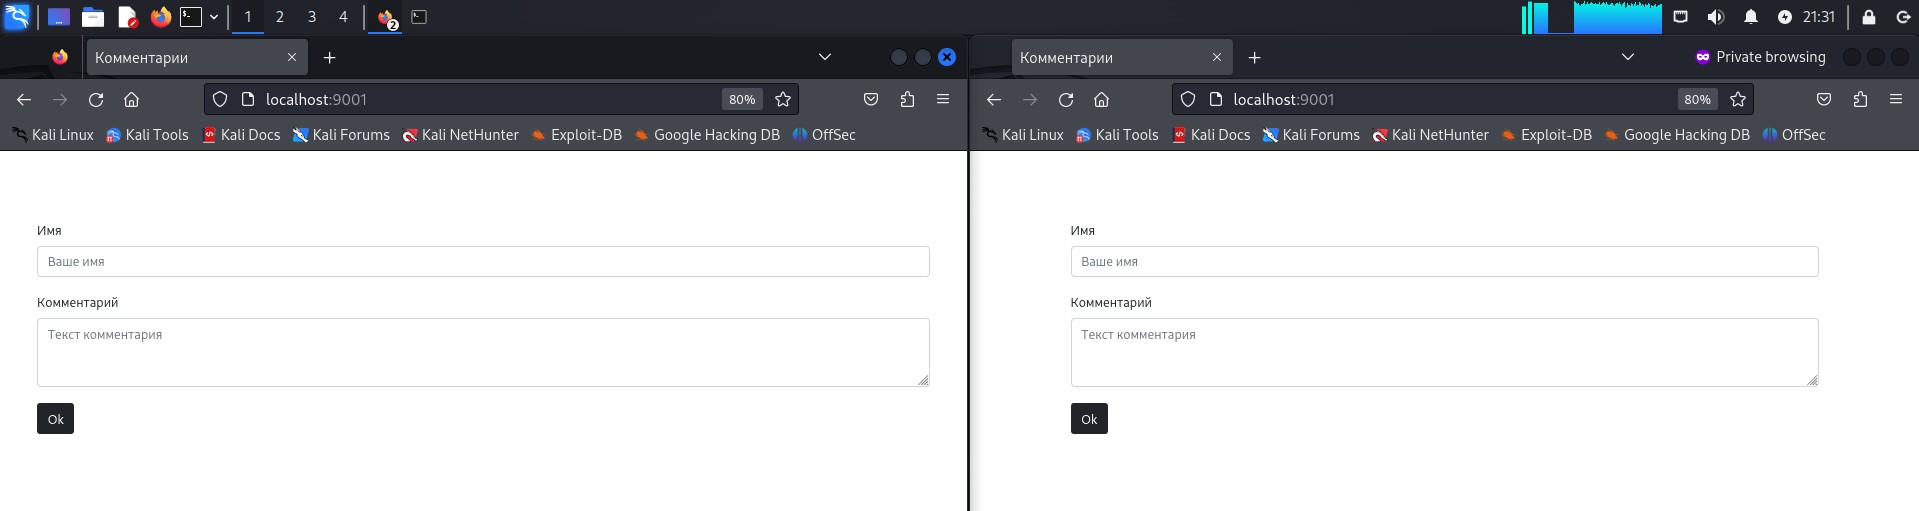 1 2 3 4 2 21:31
Комментарии
localhost:9001 80%
Kali Linux Kali Tools Kali Docs Kali Forums Kali NetHunter Exploit-DB Google Hacking DB OffSec
Имя
Ваше имя
Комментарий
Текст комментария
Ok
Комментарии Private browsing
localhost:9001 80%
Kali Linux Kali Tools Kali Docs Kali Forums Kali NetHunter Exploit-DB Google Hacking DB OffSec
Имя
Ваше имя
Комментарий
Текст комментария
Ok